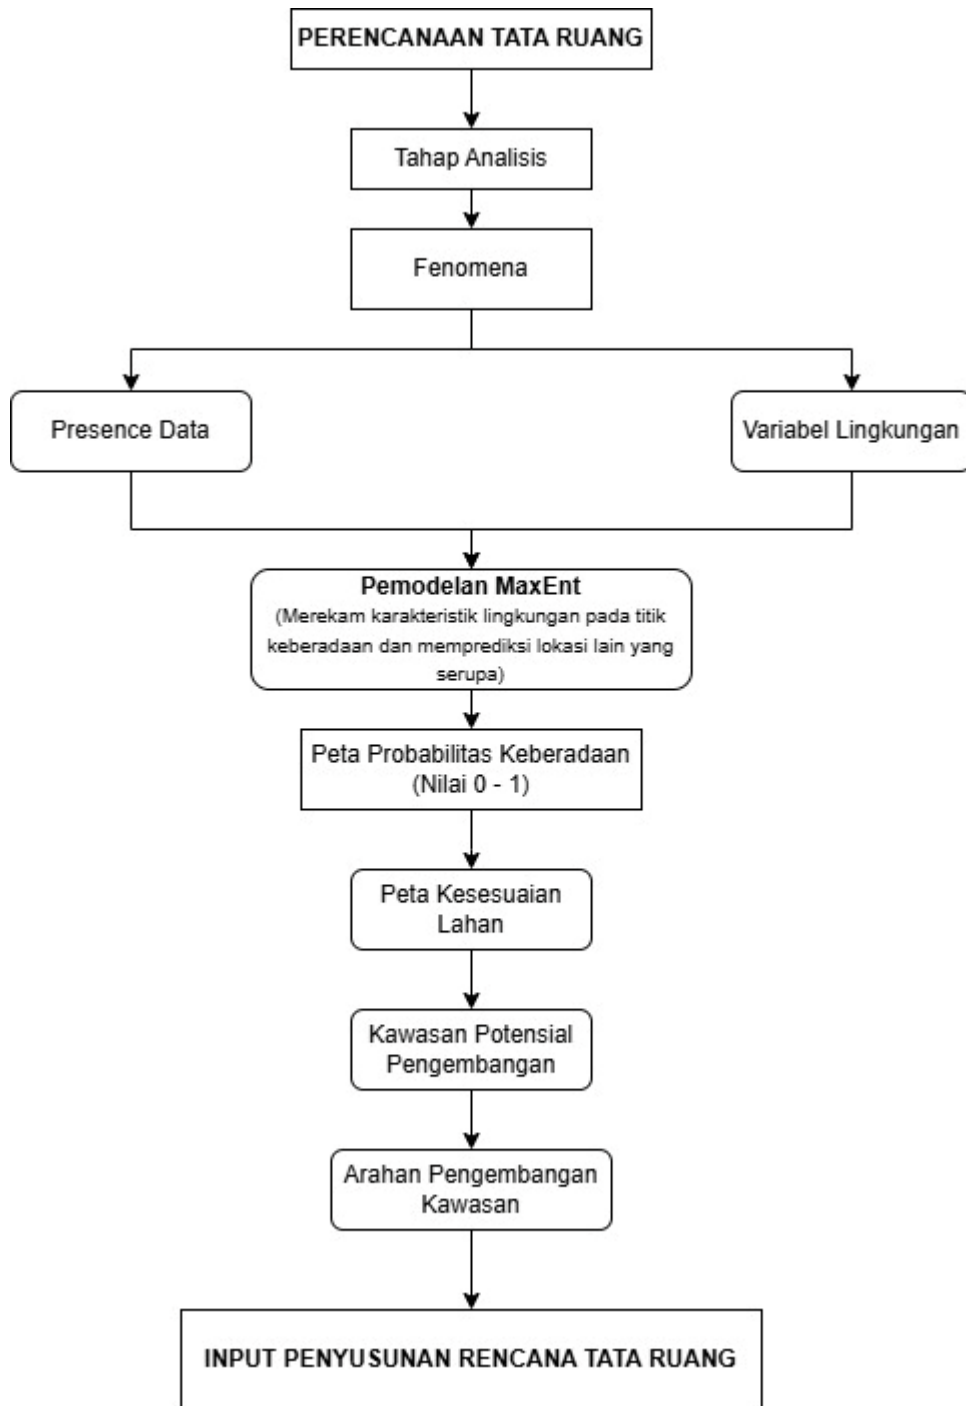 PERENCANAAN TATA RUANG
Tahap Analisis
Fenomena
Presence Data
Variabel Lingkungan
Pemodelan MaxEnt
(Merekam karakteristik lingkungan pada titik
keberadaan dan memprediksi lokasi lain yang
serupa)
Peta Probabilitas Keberadaan
(Nilai 0 - 1)
Peta Kesesuaian
Lahan
Kawasan Potensial
Pengembangan
Arahan Pengembangan
Kawasan
INPUT PENYUSUNAN RENCANA TATA RUANG